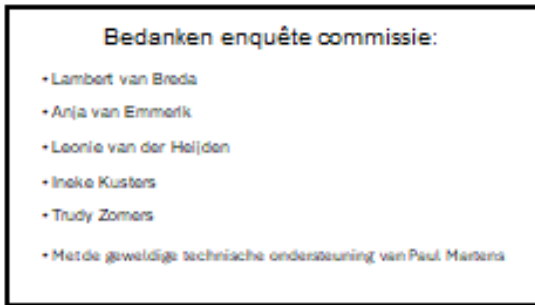 Bedanken enquête commissie:
• Lambert van Breda
• Anja van Emmerik
• Leonie van der Heijden
• Ineke Kusters
• Trudy Zomers
• Met de geweldige technische ondersteuning van Paul Martens